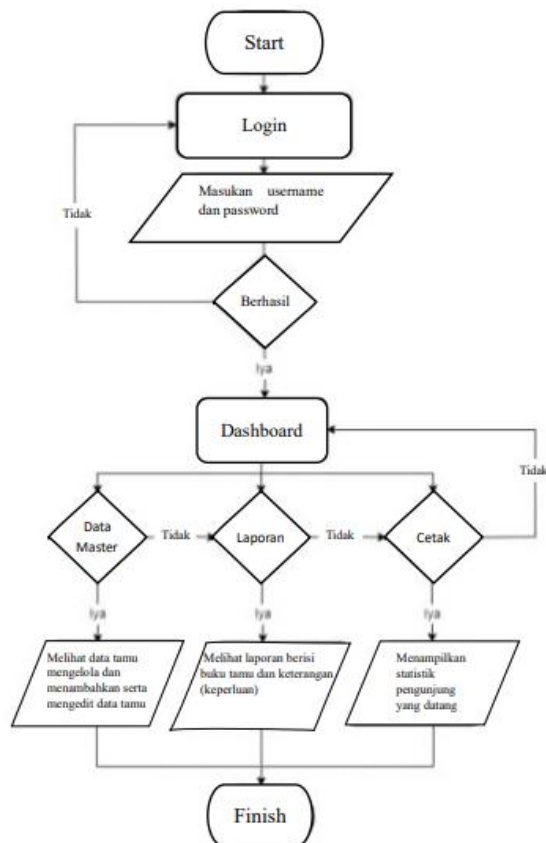 Start
Login
Masukan username
dan password
Tidak
Berhasil
Iya
Dashboard
Tidak
Data
Master
Tidak
Laporan
Tidak
Cetak
Iya
Iya
Iya
Melihat data tamu
mengelola dan
menambahkan serta
mengedit data tamu
Melihat laporan berisi
buku tamu dan keterangan
(keperluan)
Menampilkan
statistik
pengunjung
yang datang
Finish